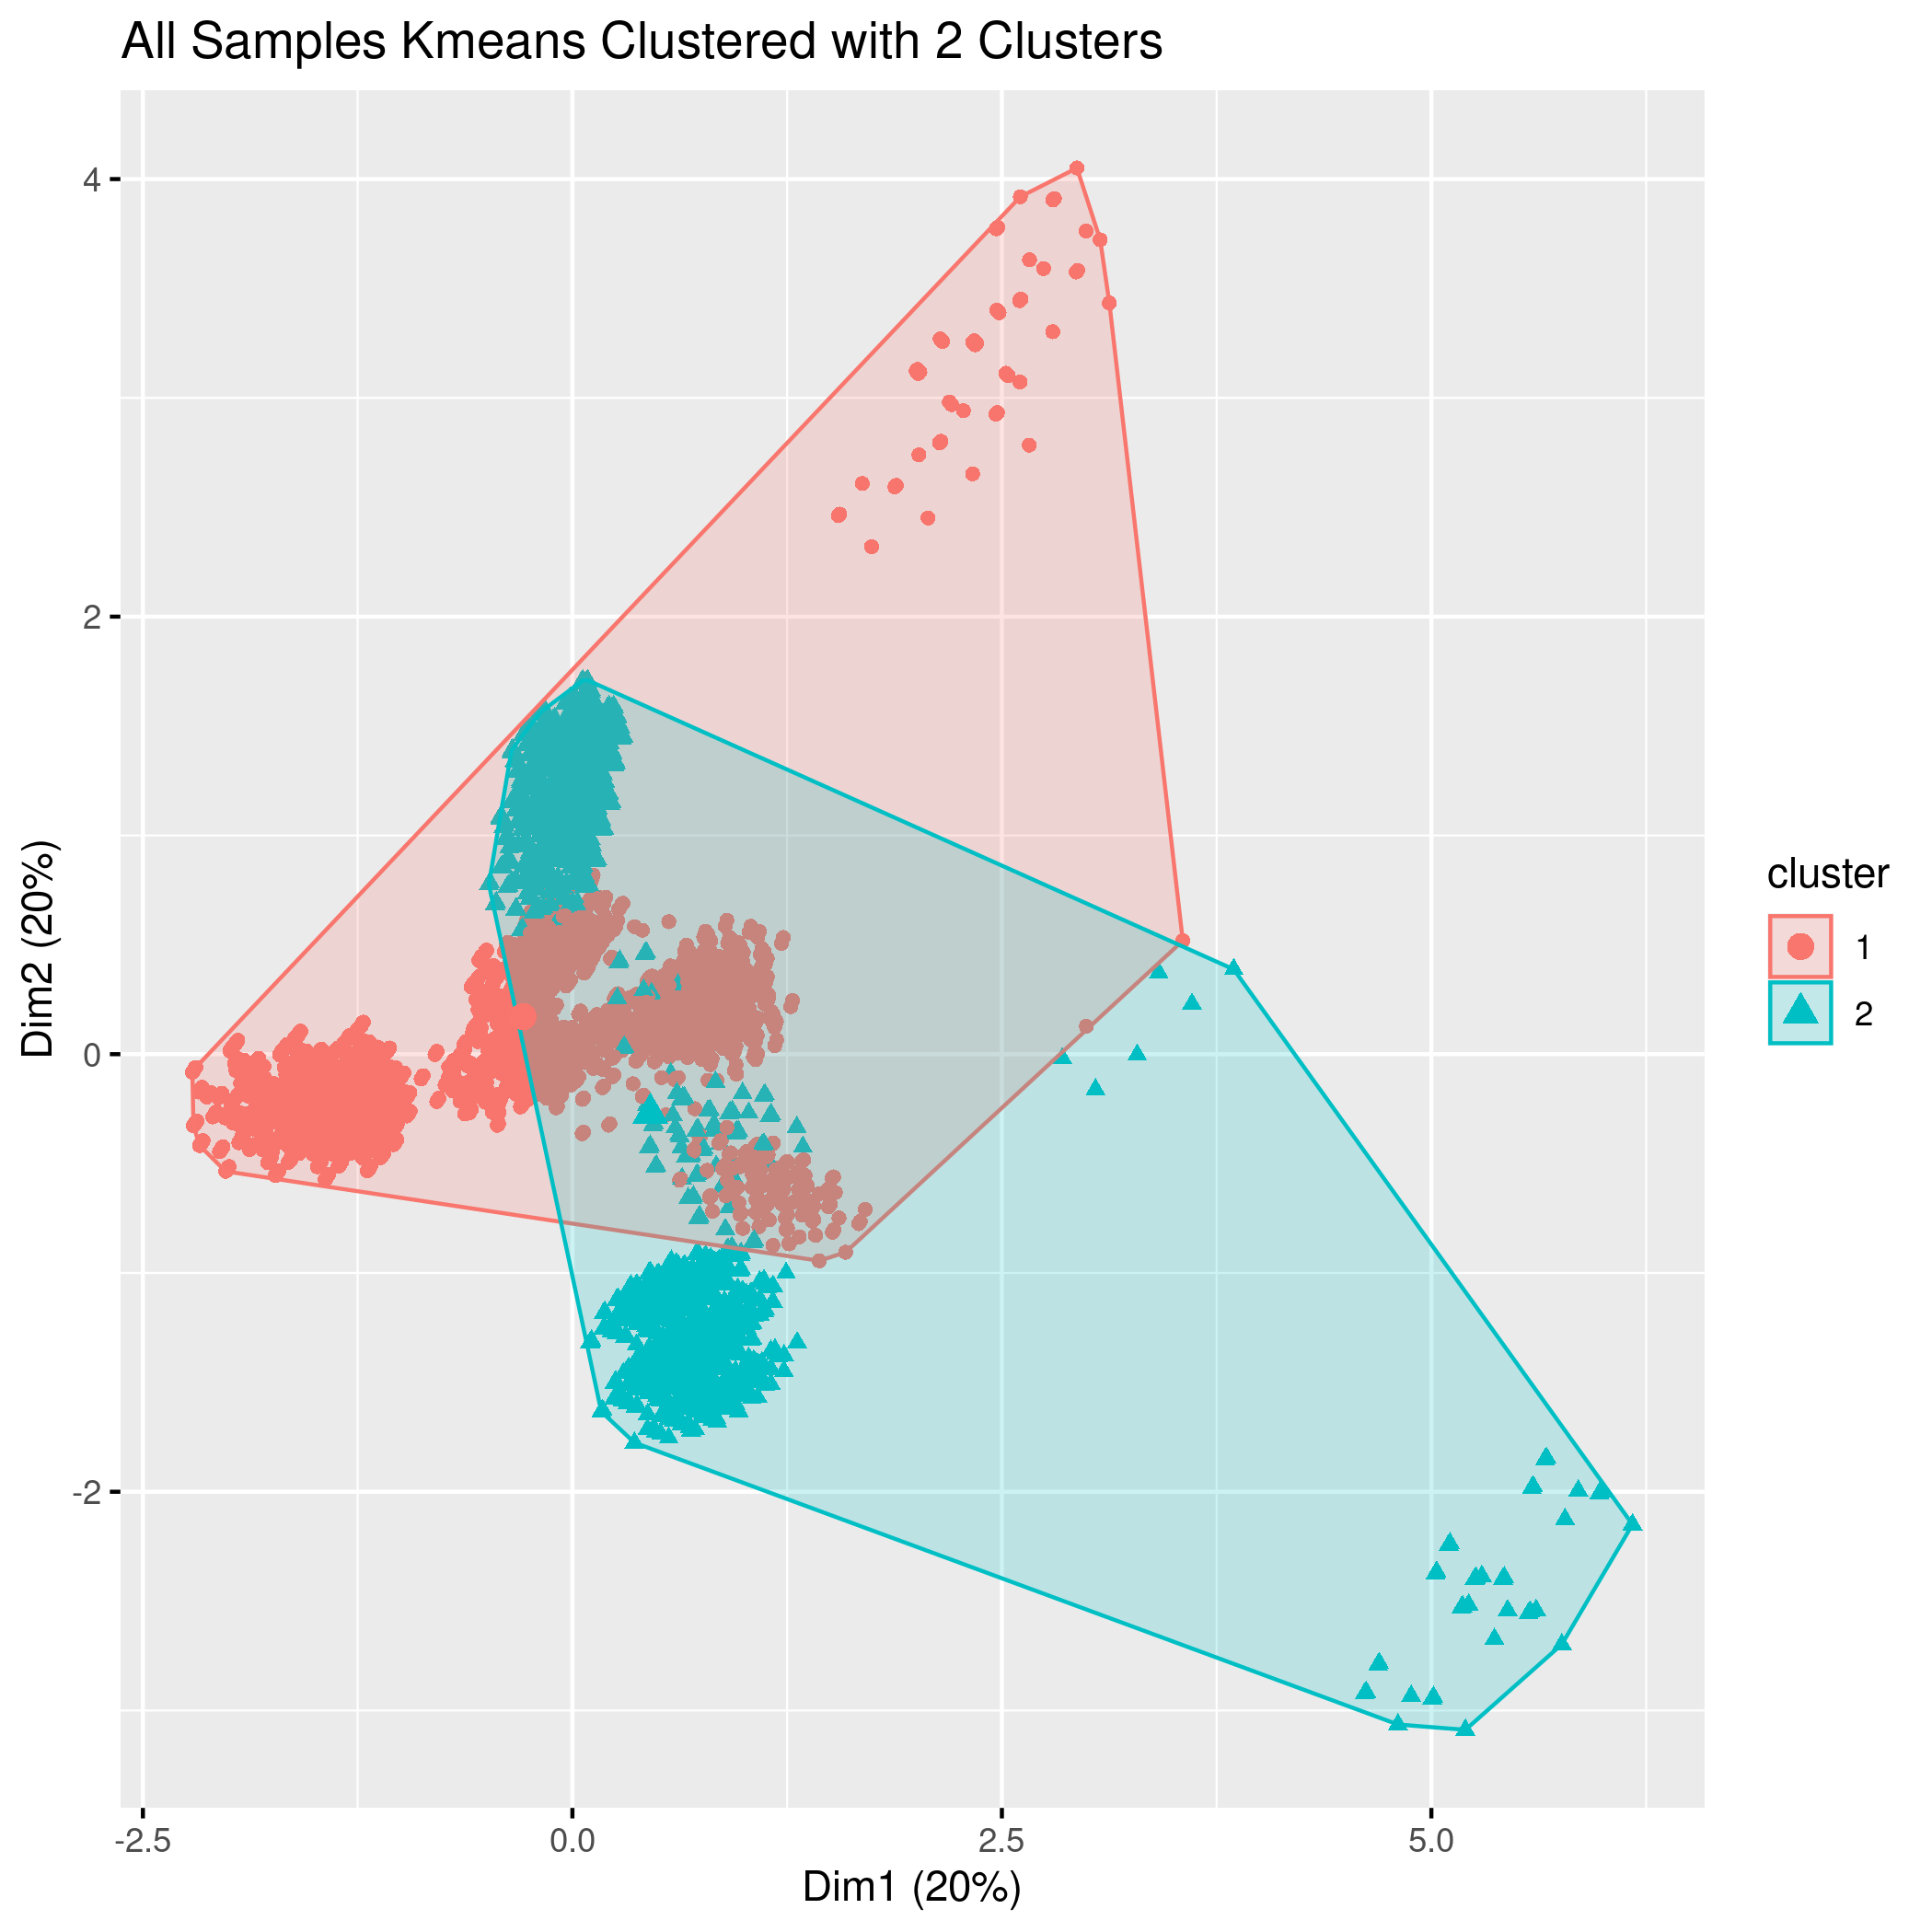 All Samples Kmeans Clustered with 2 Clusters
4
2
0
-2
Dim2 (20%)
-2.5 0.0 2.5 5.0
Dim1 (20%)
cluster
1
2